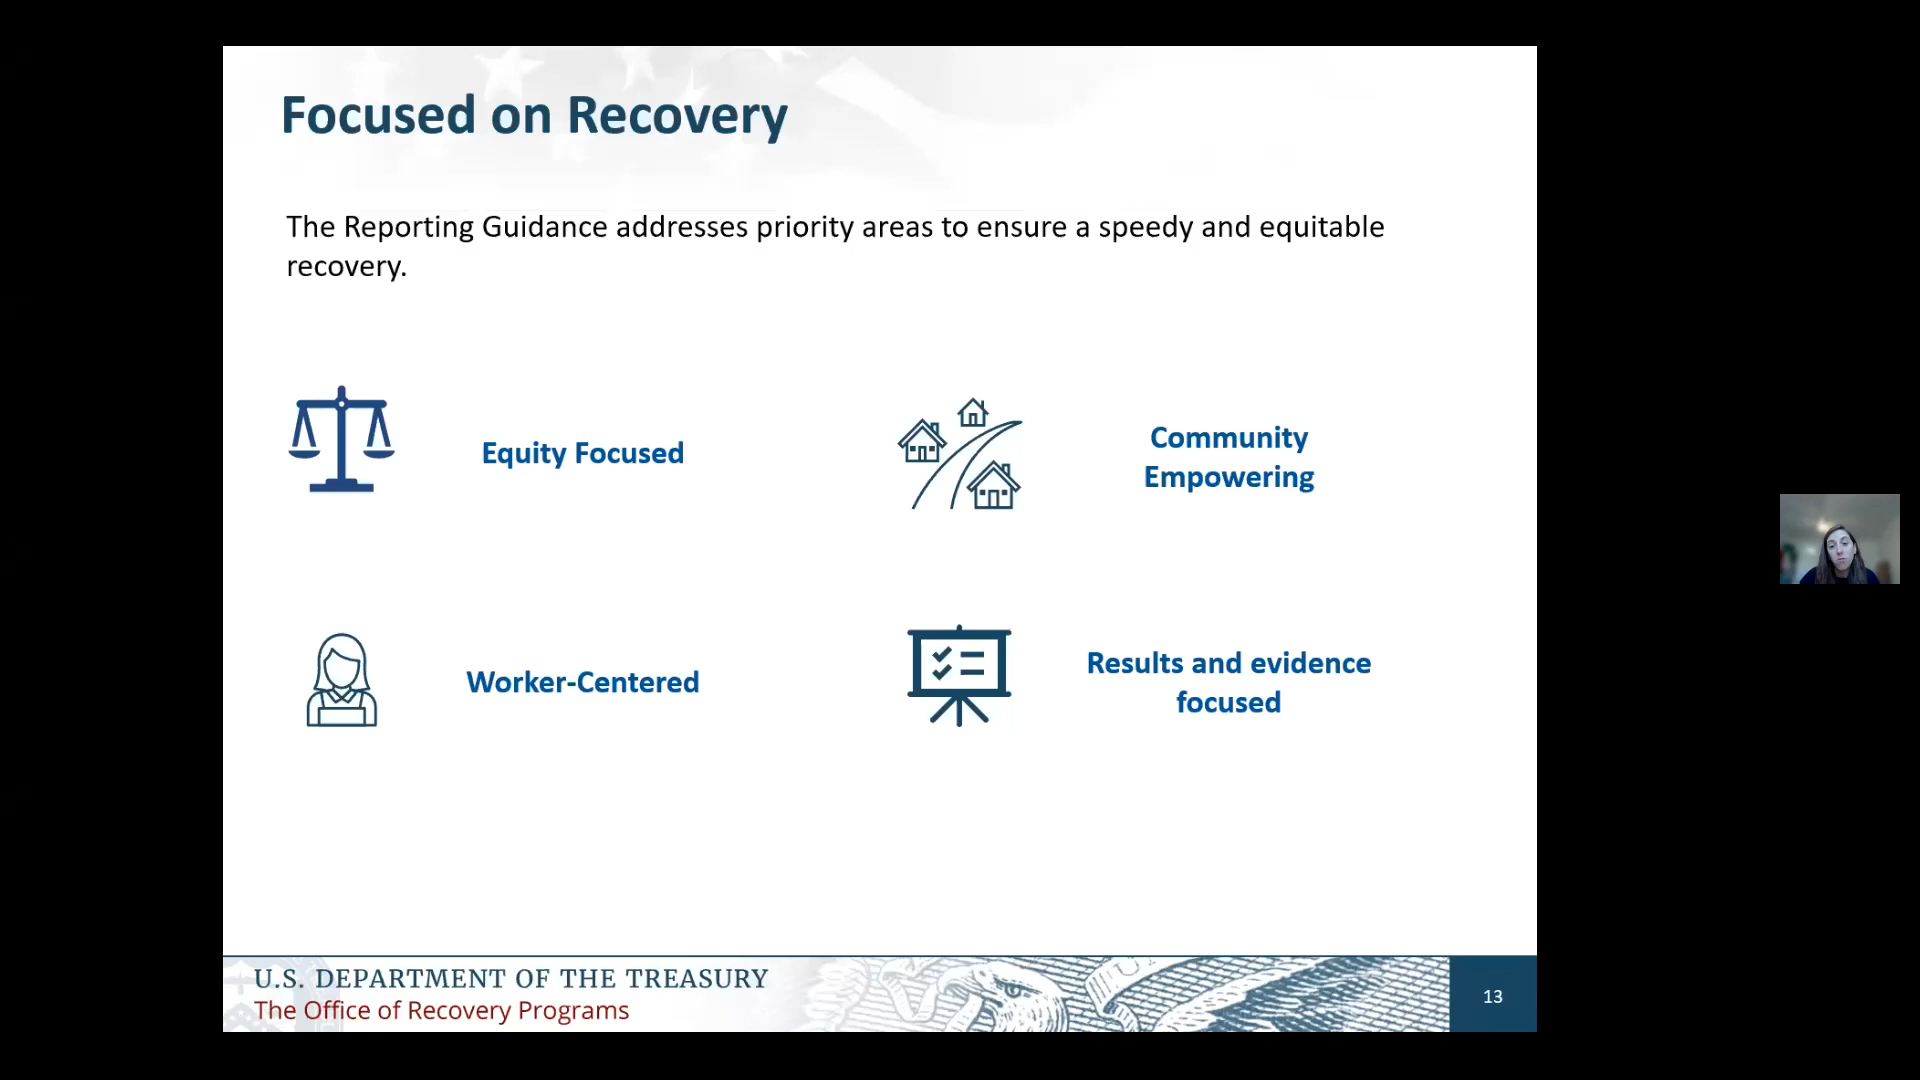 Focused on Recovery
The Reporting Guidance addresses priority areas to ensure a speedy and equitable
recovery.
Equity Focused
Community
Empowering
Worker-Centered
Results and evidence
focused
U.S. DEPARTMENT OF THE TREASURY
The Office of Recovery Programs
13